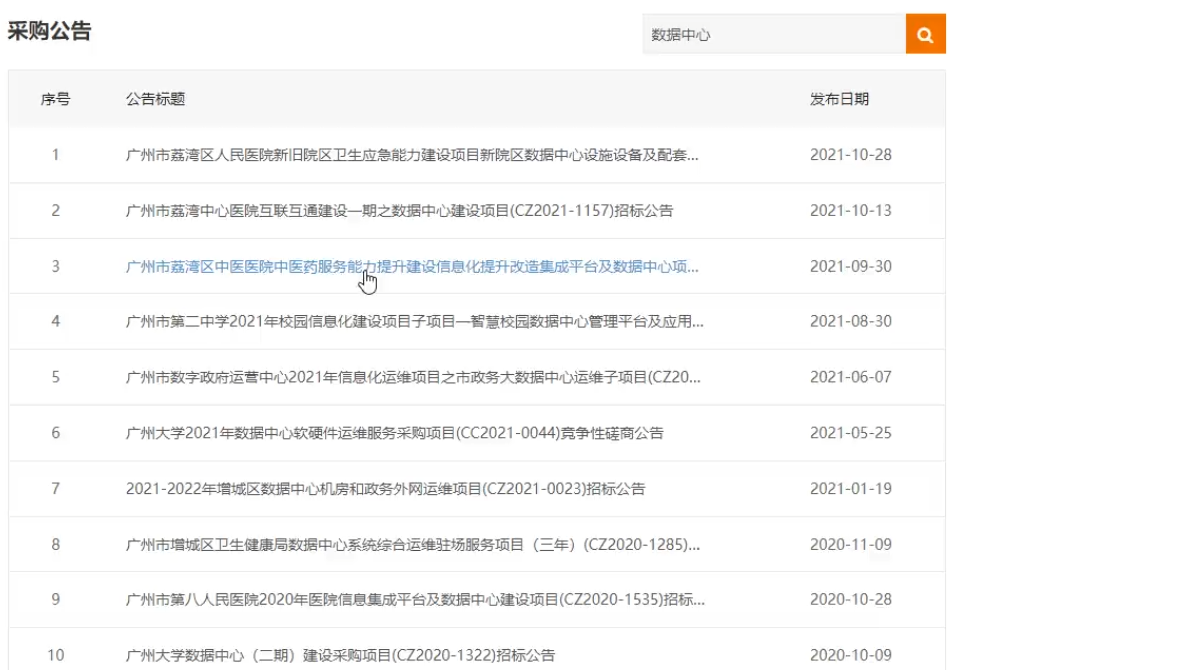 采购公告
数据中心
序号 公告标题 发布日期
1 广州市荔湾区人民医院新旧院区卫生应急能力建设项目新院区数据中心设施设备及配套... 2021-10-28
2 广州市荔湾中心医院互联互通建设一期之数据中心建设项目(CZ2021-1157)招标公告 2021-10-13
3 广州市荔湾区中医医院中医药服务能力提升建设信息化提升改造集成平台及数据中心项... 2021-09-30
4 广州市第二中学2021年校园信息化建设项目子项目—智慧校园数据中心管理平台及应用... 2021-08-30
5 广州市数字政府运营中心2021年信息化运维项目之市政务大数据中心运维子项目(CZ20... 2021-06-07
6 广州大学2021年数据中心软硬件运维服务采购项目(CC2021-0044)竞争性磋商公告 2021-05-25
7 2021-2022年增城区数据中心机房和政务外网运维项目(CZ2021-0023)招标公告 2021-01-19
8 广州市增城区卫生健康局数据中心系统综合运维驻场服务项目（三年）(CZ2020-1285)... 2020-11-09
9 广州市第八人民医院2020年医院信息集成平台及数据中心建设项目(CZ2020-1535)招标... 2020-10-28
10 广州大学数据中心（二期）建设采购项目(CZ2020-1322)招标公告 2020-10-09